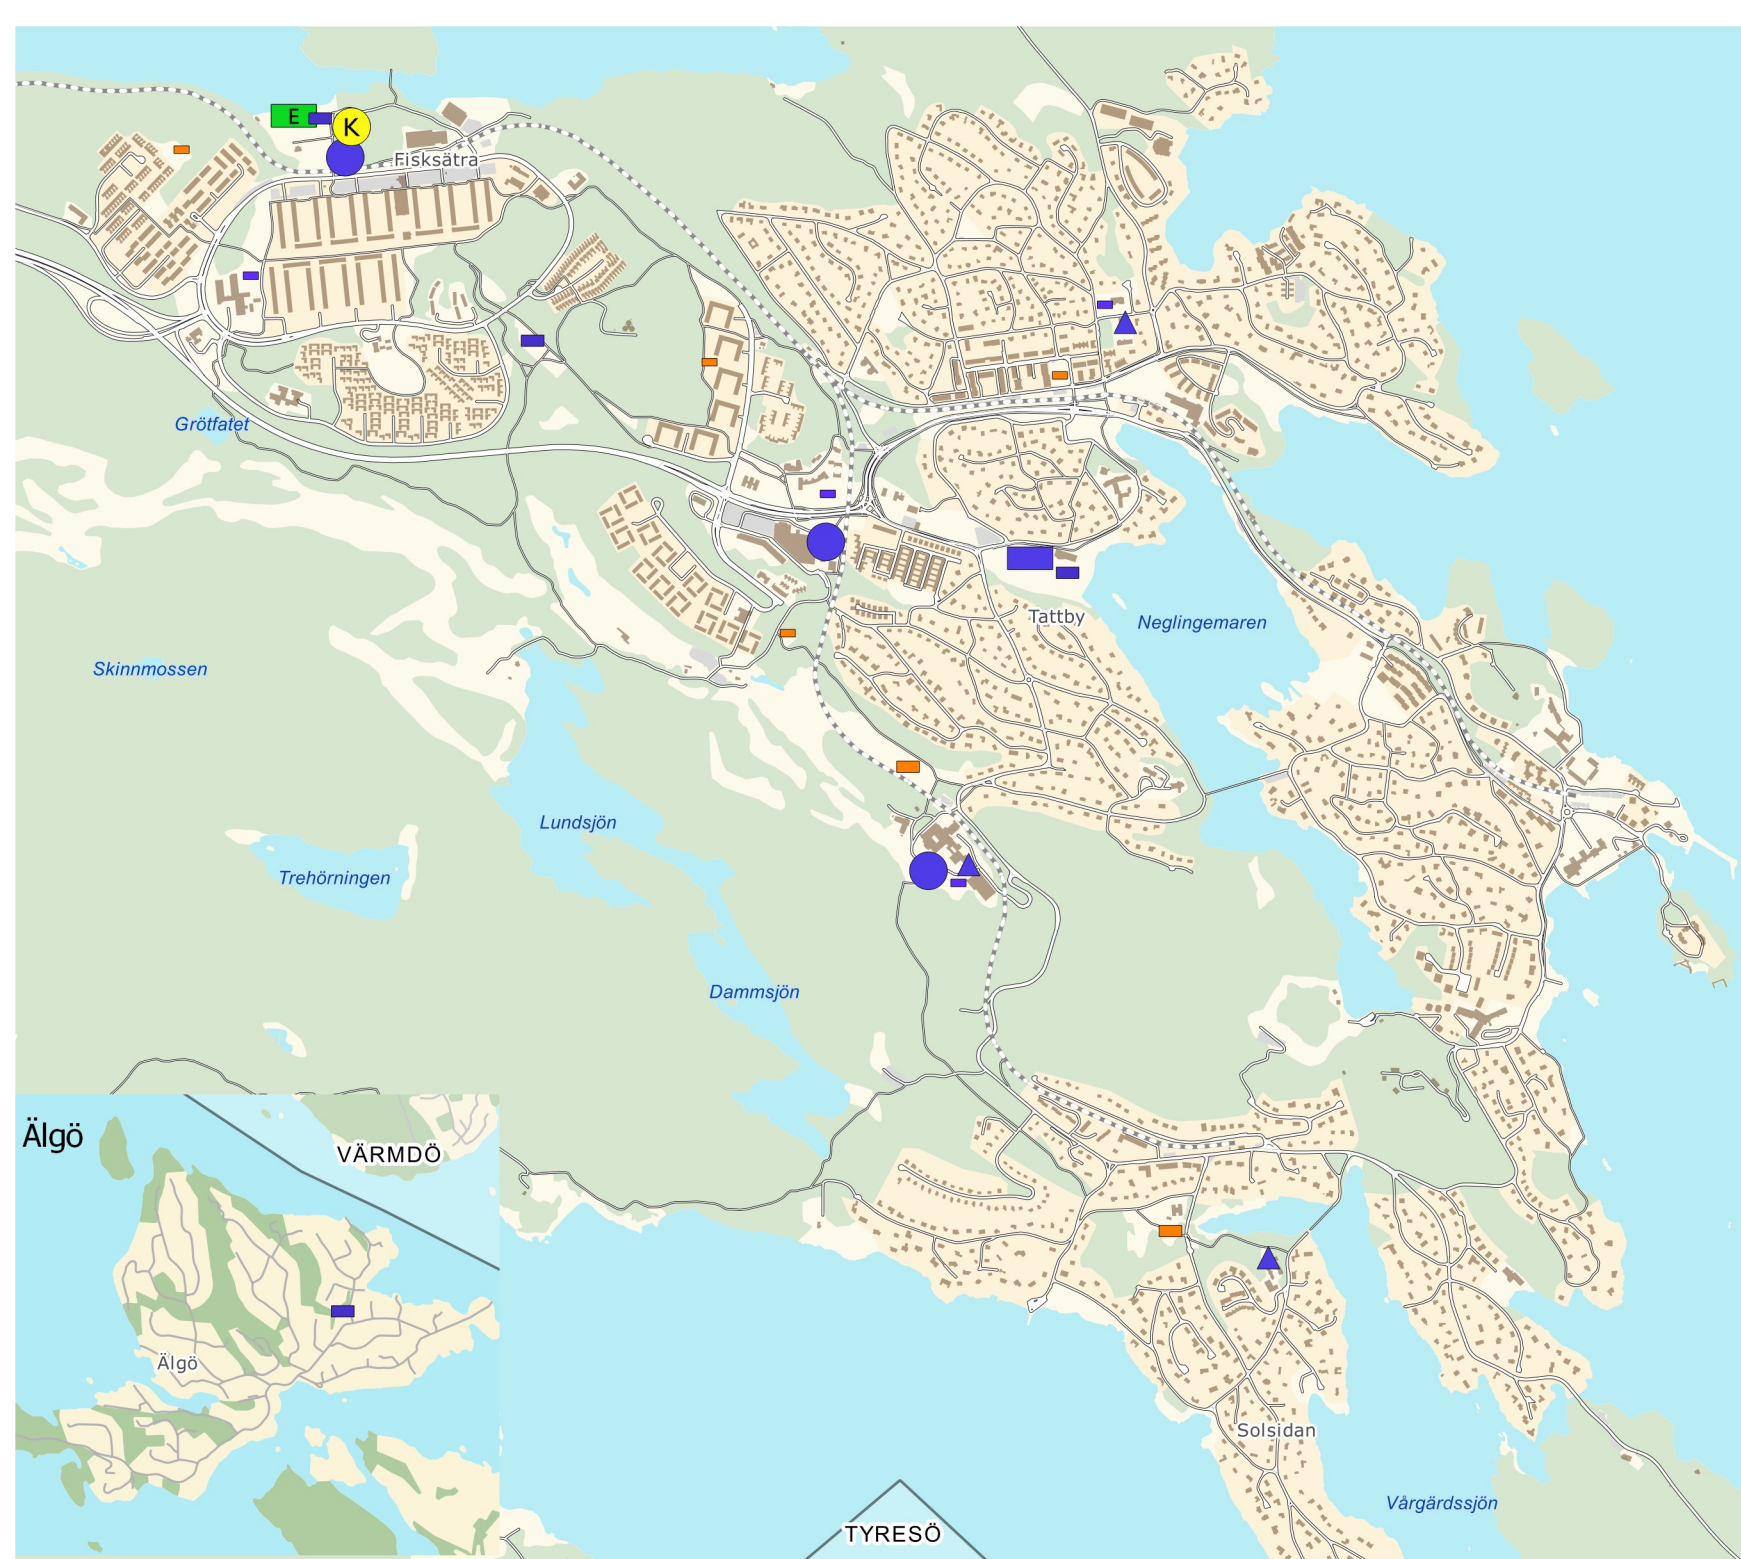 E
K
Fisksätra
Grötfatet
Tattby
Neglingemaren
Skinnmossen
Lundsjön
Trehörningen
Dammsjön
Älgö
VÄRMDÖ
Älgö
Solsidan
Vårgärdssjön
TYRESÖ